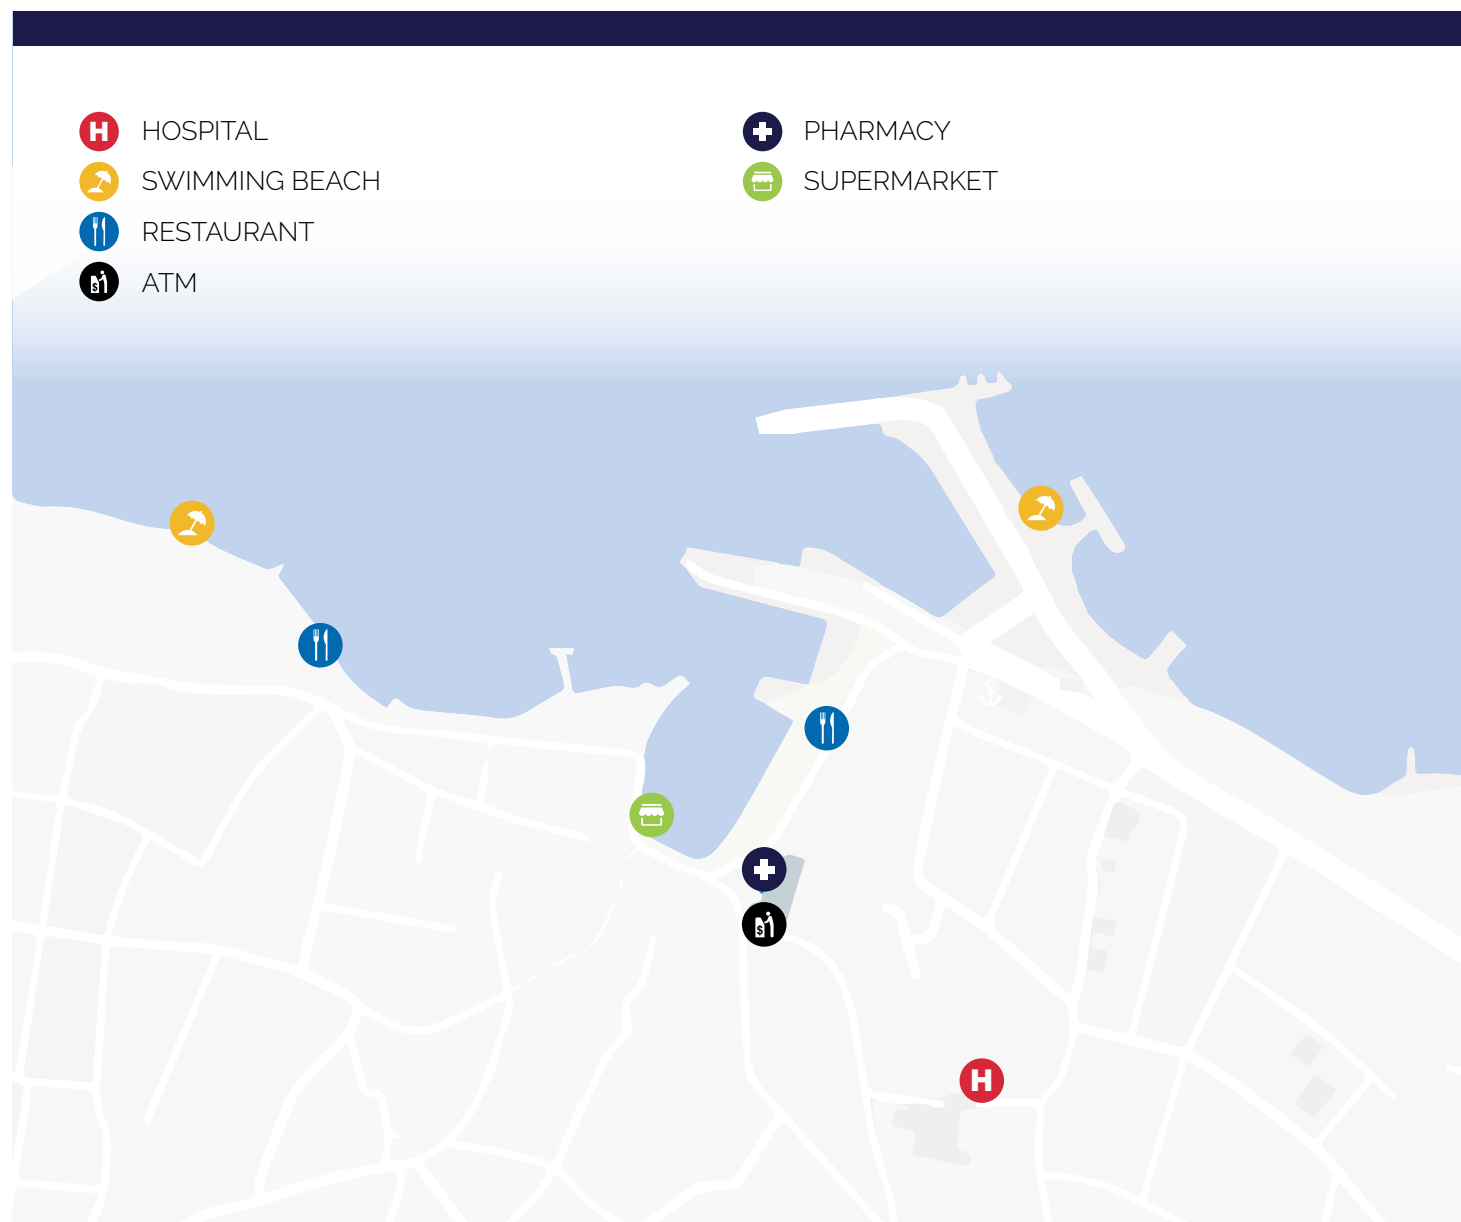 H HOSPITAL
SWIMMING BEACH
RESTAURANT
$ ATM
PHARMACY
SUPERMARKET
$
H